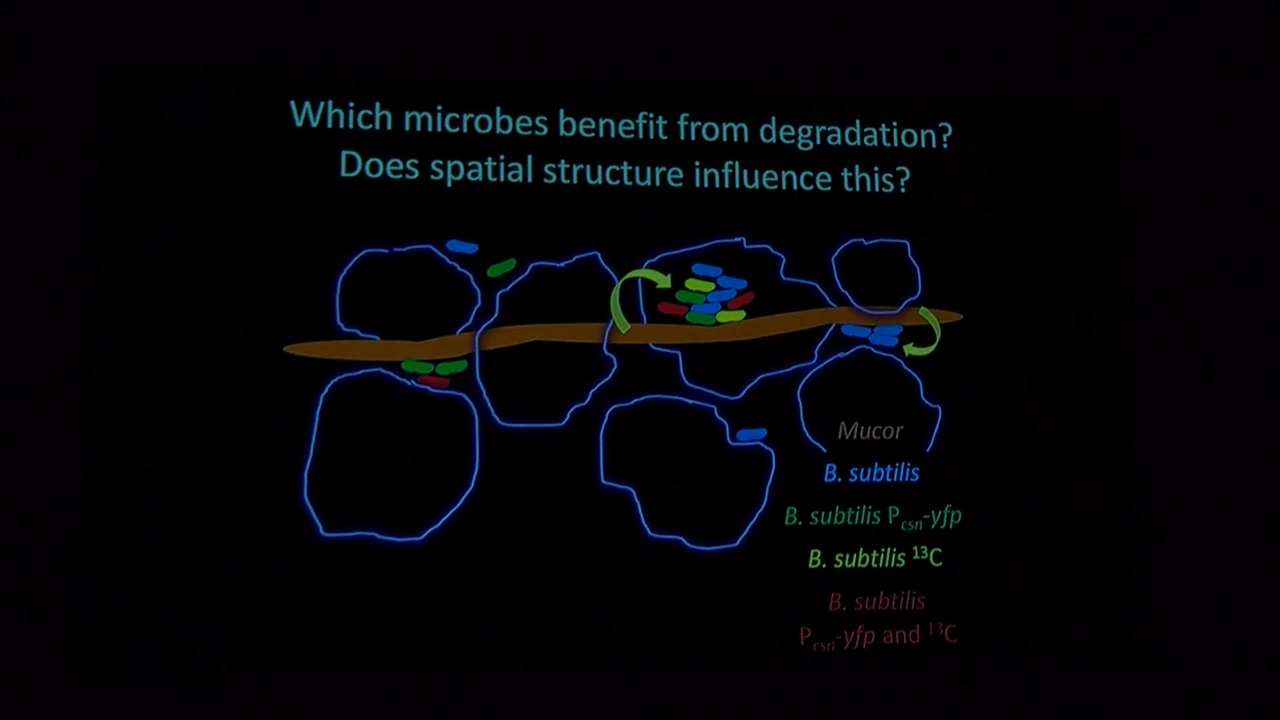 Which microbes benefit from degradation?
Does spatial structure influence this?
Mucor
B. subtilis
B. subtilis Pcsn-yfp
B. subtilis ¹³C
B. subtilis
Pcsn-yfp and ¹³C